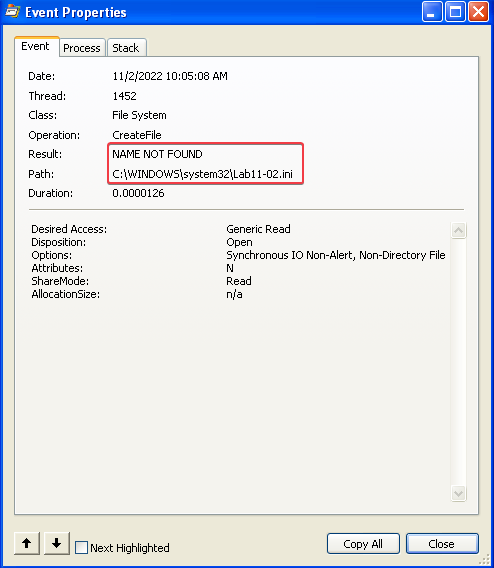 Event Properties
Event Process Stack
Date: 11/2/2022 10:05:08 AM
Thread: 1452
Class: File System
Operation: CreateFile
Result: NAME NOT FOUND
Path: C:\WINDOWS\system32\Lab11-02.ini
Duration: 0.0000126
Desired Access: Generic Read
Disposition: Open
Options: Synchronous IO Non-Alert, Non-Directory File
Attributes: N
ShareMode: Read
AllocationSize: n/a
Next Highlighted Copy All Close